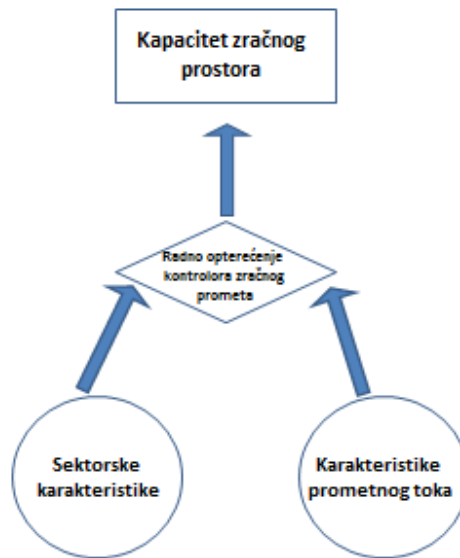 Kapacitet zračnog
prostora
Radno opterećenje
kontrolora zračnog
prometa
Sektorske
karakteristike
Karakteristike
prometnog toka